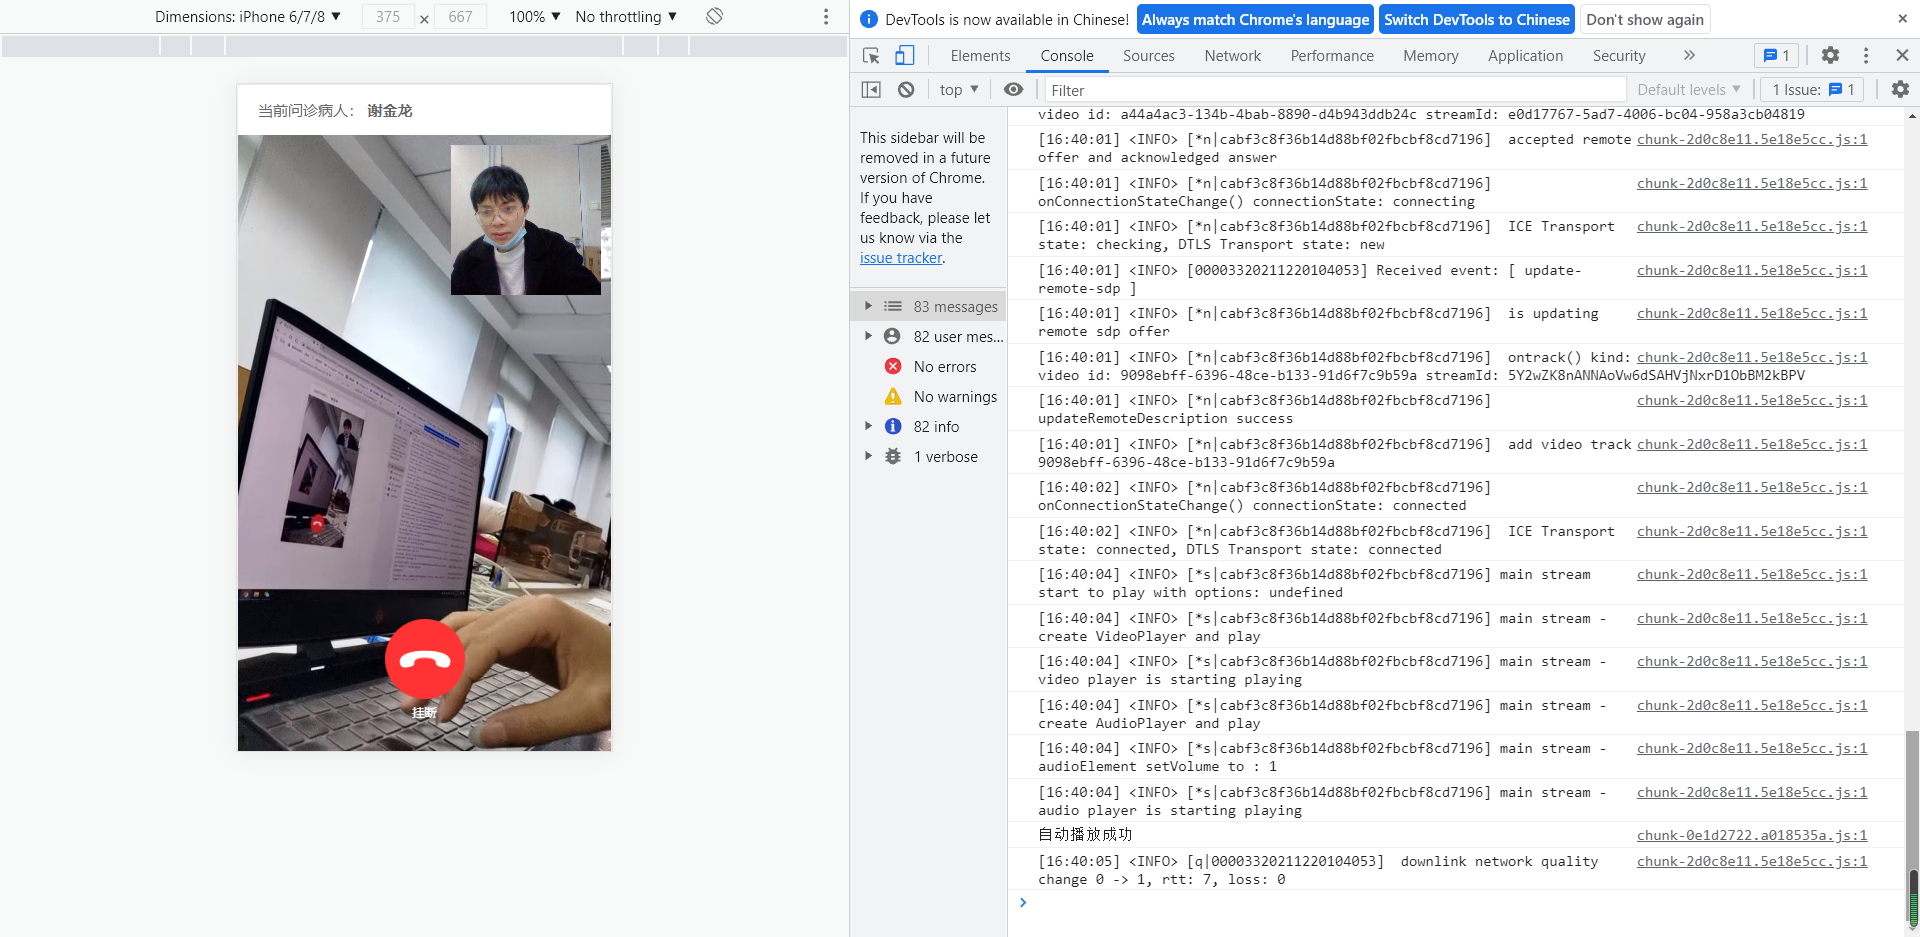 Dimensions: iPhone 6/7/8 ▼ 375 × 667 100% ▼ No throttling ▼
当前问诊病人： 谢金龙
挂断
DevTools is now available in Chinese! Always match Chrome's language Switch DevTools to Chinese Don't show again
Elements Console Sources Network Performance Memory Application Security » 1
top ▼ Filter Default levels ▼ 1 Issue: 1
This sidebar will be
removed in a future
version of Chrome.
If you have
feedback, please let
us know via the
issue tracker.
83 messages
82 user mes...
No errors
No warnings
82 info
1 verbose
video id: a44a4ac3-134b-4bab-8890-d4b943ddb24c streamId: e0d17767-5ad7-4006-bc04-958a3cb04819
[16:40:01] <INFO> [*n|cabf3c8f36b14d88bf02fbcbf8cd7196] accepted remote chunk-2d0c8e11.5e18e5cc.js:1
offer and acknowledged answer
[16:40:01] <INFO> [*n|cabf3c8f36b14d88bf02fbcbf8cd7196] chunk-2d0c8e11.5e18e5cc.js:1
onConnectionStateChange() connectionState: connecting
[16:40:01] <INFO> [*n|cabf3c8f36b14d88bf02fbcbf8cd7196] ICE Transport chunk-2d0c8e11.5e18e5cc.js:1
state: checking, DTLS Transport state: new
[16:40:01] <INFO> [00003320211220104053] Received event: [ update- chunk-2d0c8e11.5e18e5cc.js:1
remote-sdp ]
[16:40:01] <INFO> [*n|cabf3c8f36b14d88bf02fbcbf8cd7196] is updating chunk-2d0c8e11.5e18e5cc.js:1
remote sdp offer
[16:40:01] <INFO> [*n|cabf3c8f36b14d88bf02fbcbf8cd7196] ontrack() kind: chunk-2d0c8e11.5e18e5cc.js:1
video id: 9098ebff-6396-48ce-b133-91d6f7c9b59a streamId: 5Y2wZK8nANNAoVw6dSAHVjNxrD1ObBM2kBPV
[16:40:01] <INFO> [*n|cabf3c8f36b14d88bf02fbcbf8cd7196] chunk-2d0c8e11.5e18e5cc.js:1
updateRemoteDescription success
[16:40:01] <INFO> [*n|cabf3c8f36b14d88bf02fbcbf8cd7196] add video track chunk-2d0c8e11.5e18e5cc.js:1
9098ebff-6396-48ce-b133-91d6f7c9b59a
[16:40:02] <INFO> [*n|cabf3c8f36b14d88bf02fbcbf8cd7196] chunk-2d0c8e11.5e18e5cc.js:1
onConnectionStateChange() connectionState: connected
[16:40:02] <INFO> [*n|cabf3c8f36b14d88bf02fbcbf8cd7196] ICE Transport chunk-2d0c8e11.5e18e5cc.js:1
state: connected, DTLS Transport state: connected
[16:40:04] <INFO> [*s|cabf3c8f36b14d88bf02fbcbf8cd7196] main stream chunk-2d0c8e11.5e18e5cc.js:1
start to play with options: undefined
[16:40:04] <INFO> [*s|cabf3c8f36b14d88bf02fbcbf8cd7196] main stream - chunk-2d0c8e11.5e18e5cc.js:1
create VideoPlayer and play
[16:40:04] <INFO> [*s|cabf3c8f36b14d88bf02fbcbf8cd7196] main stream - chunk-2d0c8e11.5e18e5cc.js:1
video player is starting playing
[16:40:04] <INFO> [*s|cabf3c8f36b14d88bf02fbcbf8cd7196] main stream - chunk-2d0c8e11.5e18e5cc.js:1
create AudioPlayer and play
[16:40:04] <INFO> [*s|cabf3c8f36b14d88bf02fbcbf8cd7196] main stream - chunk-2d0c8e11.5e18e5cc.js:1
audioElement setVolume to : 1
[16:40:04] <INFO> [*s|cabf3c8f36b14d88bf02fbcbf8cd7196] main stream - chunk-2d0c8e11.5e18e5cc.js:1
audio player is starting playing
自动播放成功 chunk-0e1d2722.a018535a.js:1
[16:40:05] <INFO> [q|00003320211220104053] downlink network quality chunk-2d0c8e11.5e18e5cc.js:1
change 0 -> 1, rtt: 7, loss: 0